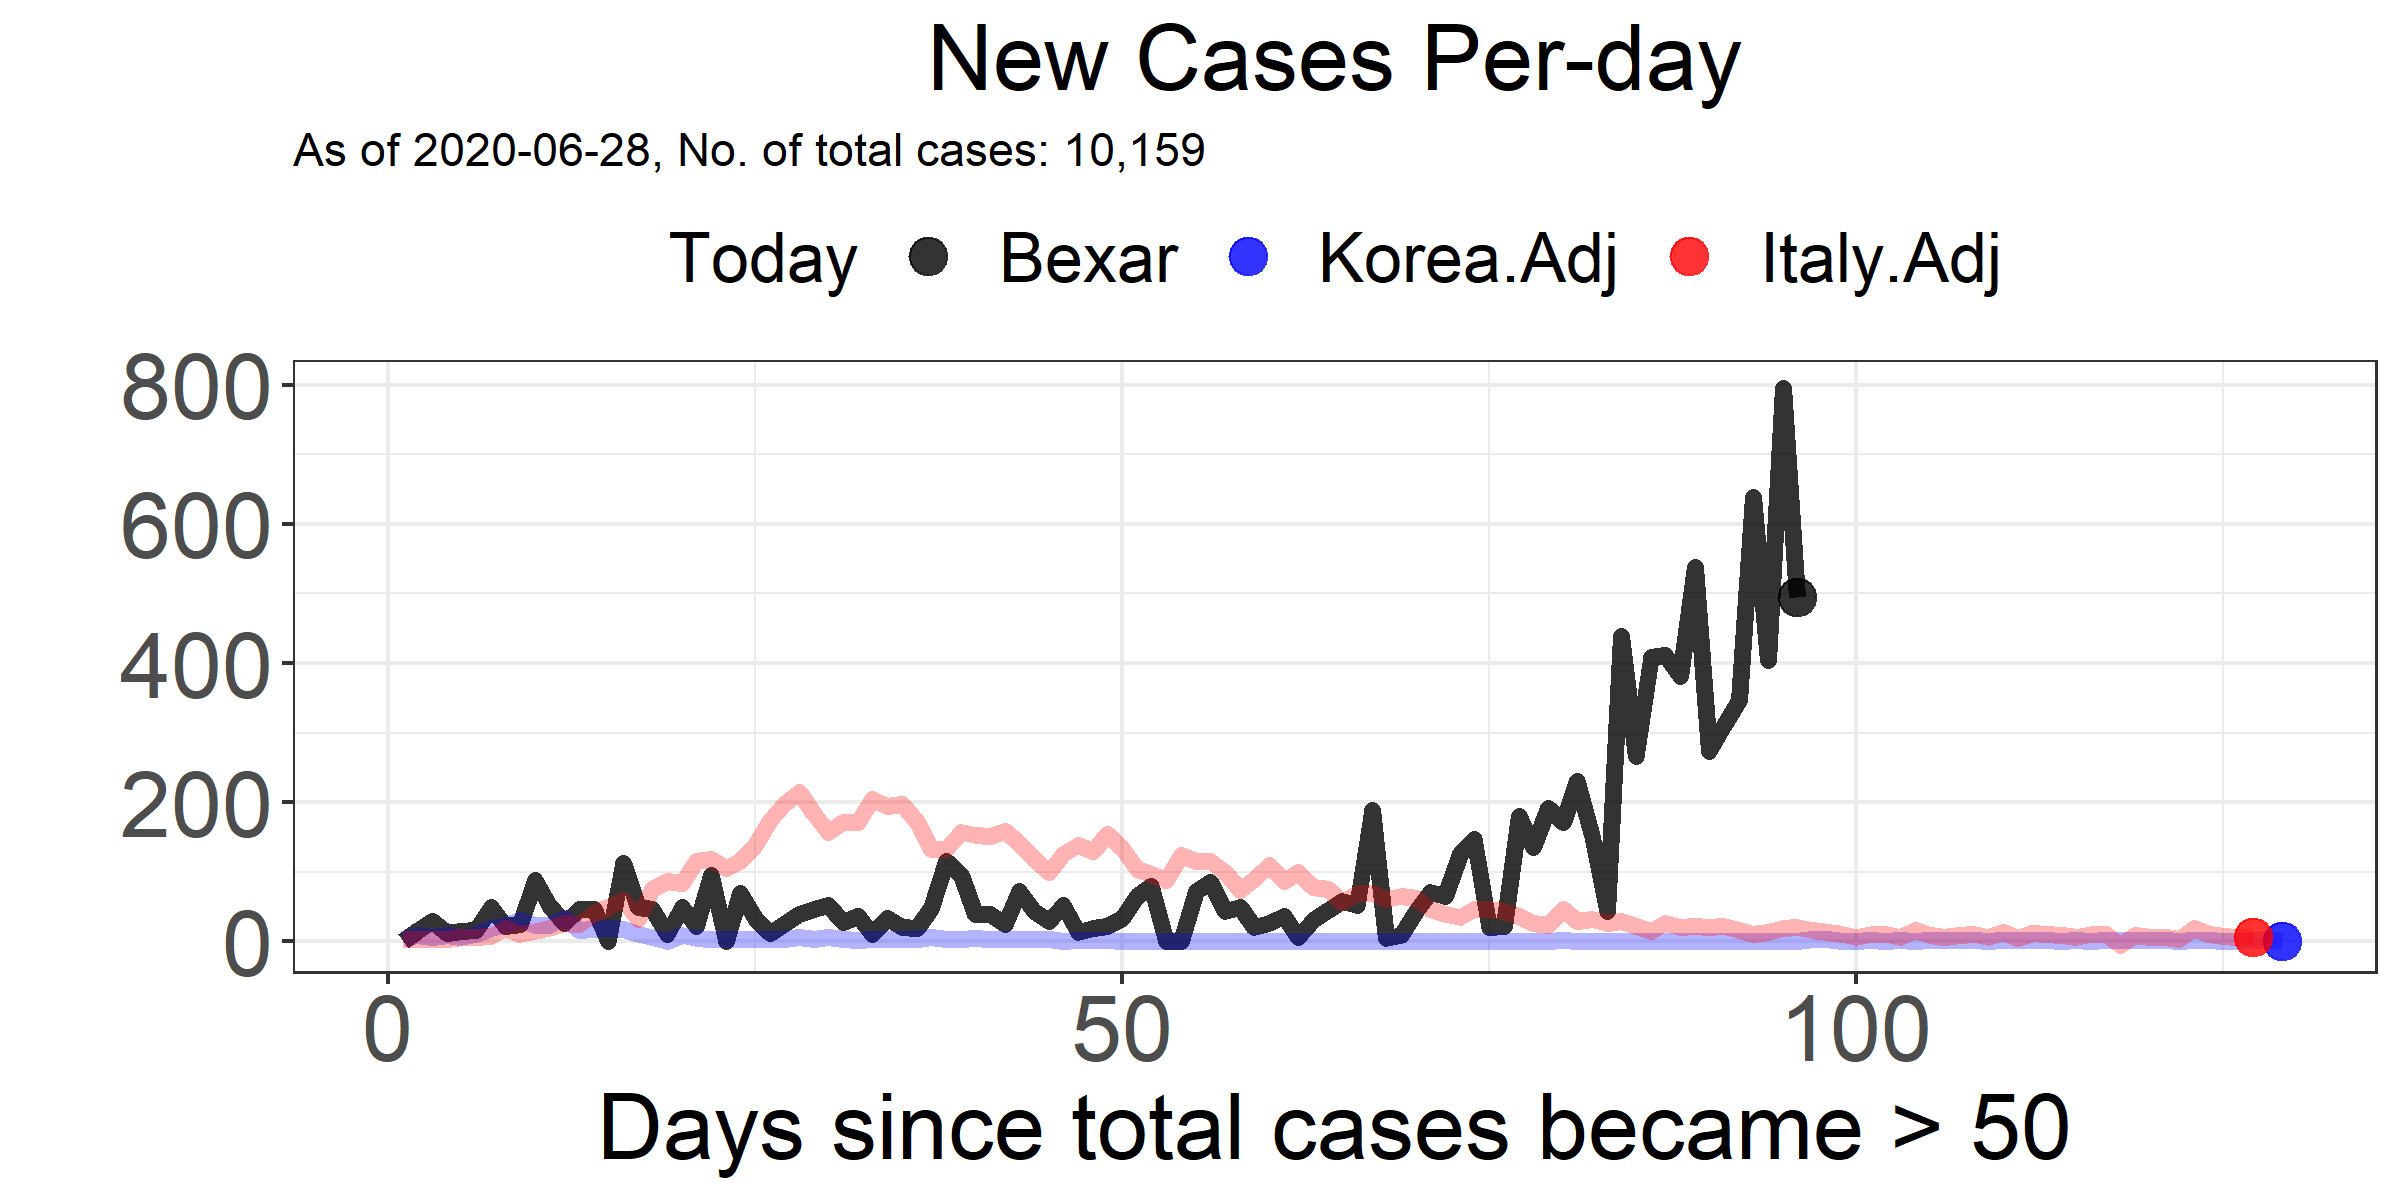 New Cases Per-day
As of 2020-06-28, No. of total cases: 10,159
Today Bexar Korea.Adj Italy.Adj
800
600
400
200
0
0 50 100
Days since total cases became > 50